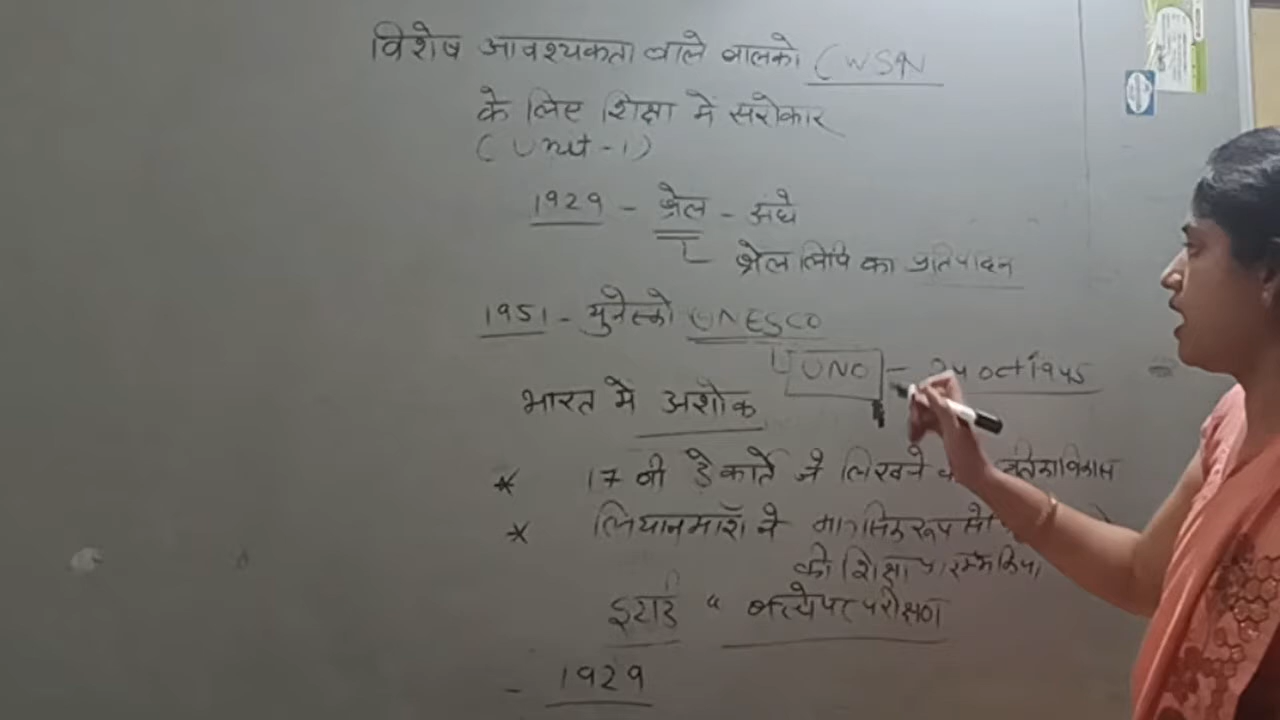 विशेष आवश्यकता वाले बालको CWSN
के लिए शिक्षा में सरोकार
(Unit-1)
1929 - ब्रेल - अंधे
ब्रेल लिपि का प्रतिपादन
1951 - युनेस्को UNESCO
UNO - 24 Oct 1945
भारत में अशोक
* 17 वी डेकार्ते ने लिखने
* ने मानसिक रूप से
की शिक्षा प्रारम्भ किया
इटार्ड "
- 1929